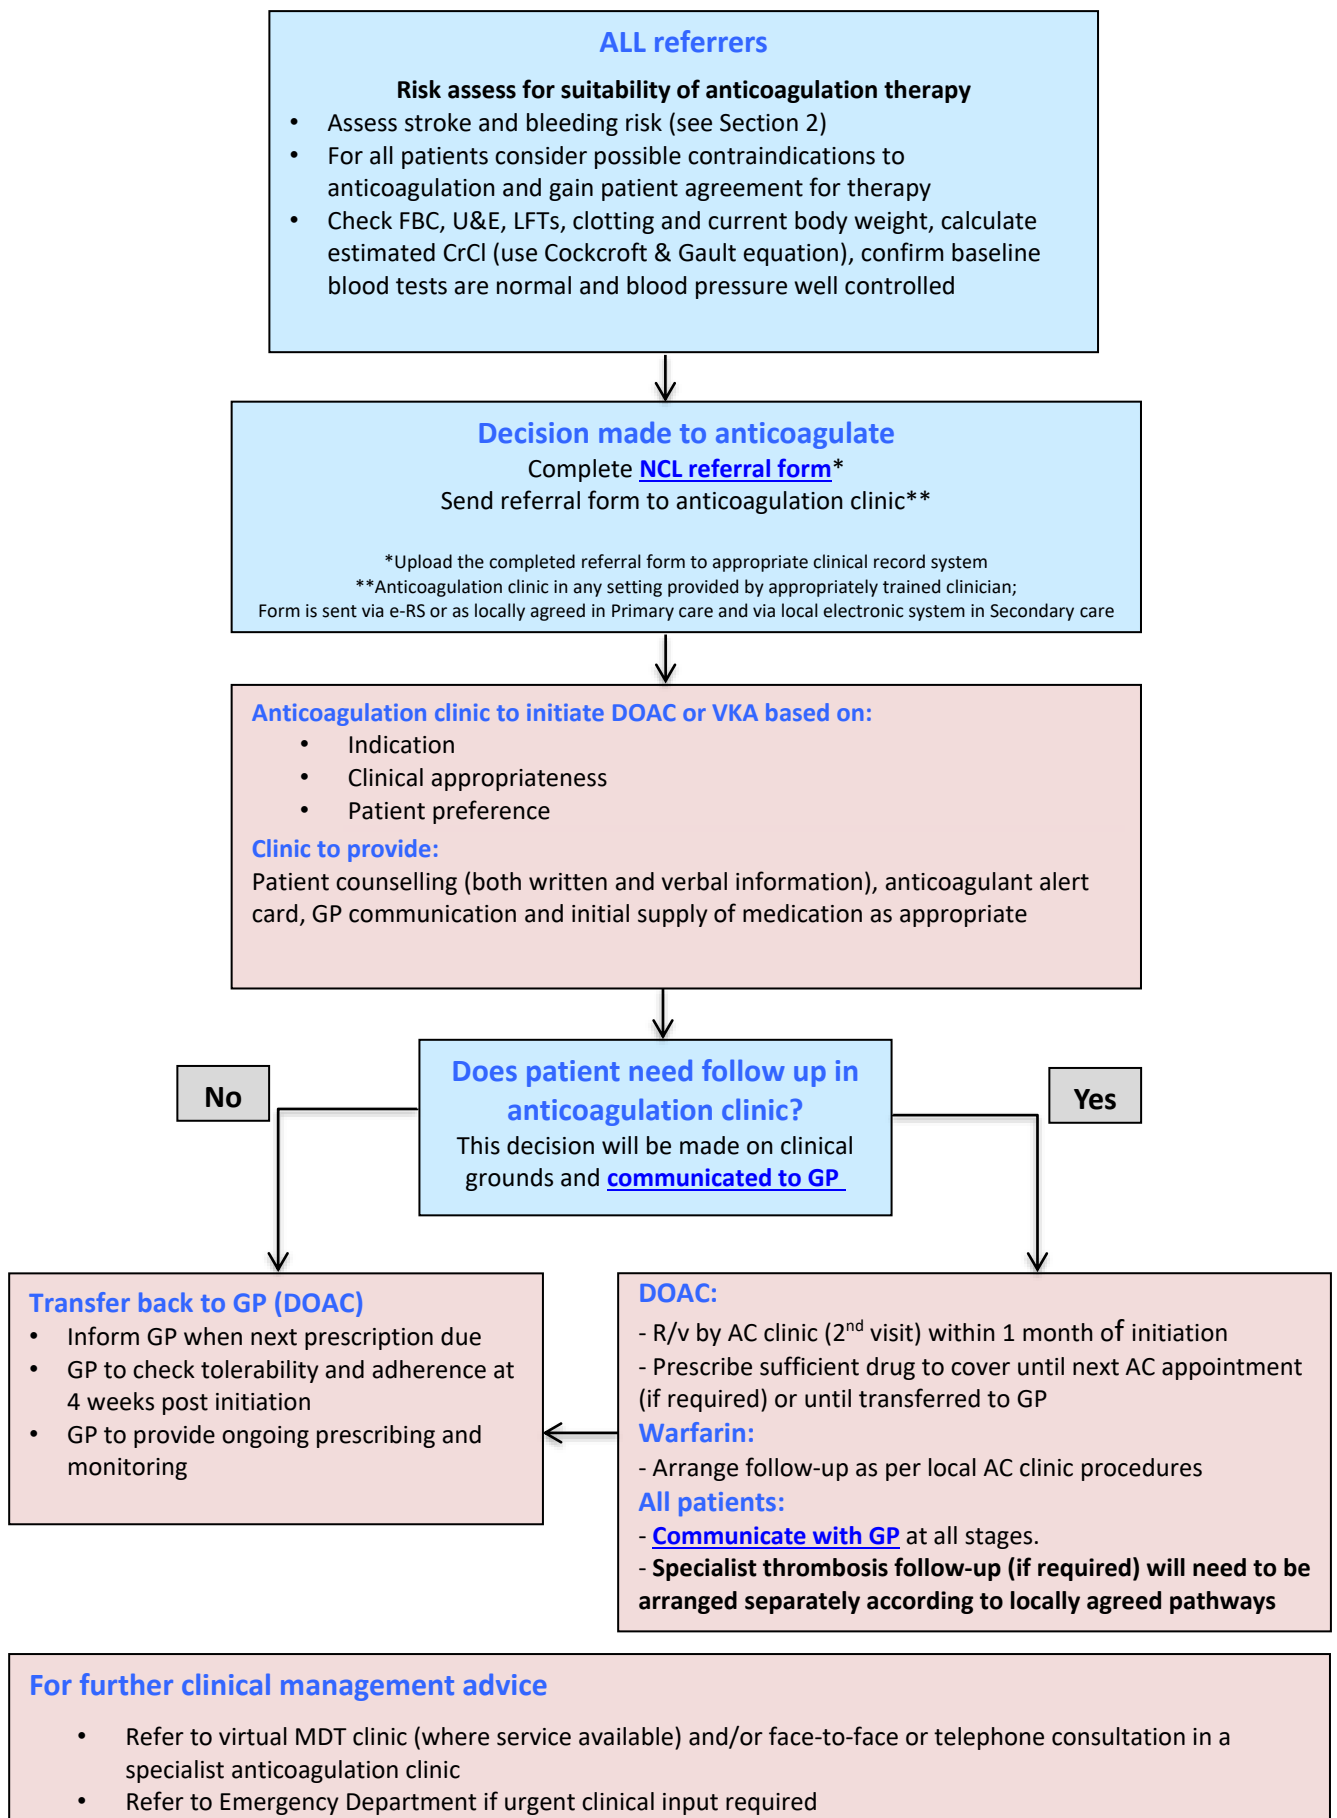 ALL referrers
Risk assess for suitability of anticoagulation therapy
• Assess stroke and bleeding risk (see Section 2)
• For all patients consider possible contraindications to
anticoagulation and gain patient agreement for therapy
• Check FBC, U&E, LFTs, clotting and current body weight, calculate
estimated CrCl (use Cockcroft & Gault equation), confirm baseline
blood tests are normal and blood pressure well controlled
Decision made to anticoagulate
Complete NCL referral form*
Send referral form to anticoagulation clinic**
*Upload the completed referral form to appropriate clinical record system
**Anticoagulation clinic in any setting provided by appropriately trained clinician;
Form is sent via e-RS or as locally agreed in Primary care and via local electronic system in Secondary care
Anticoagulation clinic to initiate DOAC or VKA based on:
• Indication
• Clinical appropriateness
• Patient preference
Clinic to provide:
Patient counselling (both written and verbal information), anticoagulant alert
card, GP communication and initial supply of medication as appropriate
Does patient need follow up in
anticoagulation clinic?
This decision will be made on clinical
grounds and communicated to GP
No
Yes
Transfer back to GP (DOAC)
• Inform GP when next prescription due
• GP to check tolerability and adherence at
4 weeks post initiation
• GP to provide ongoing prescribing and
monitoring
DOAC:
- R/v by AC clinic (2nd visit) within 1 month of initiation
- Prescribe sufficient drug to cover until next AC appointment
(if required) or until transferred to GP
Warfarin:
- Arrange follow-up as per local AC clinic procedures
All patients:
- Communicate with GP at all stages.
- Specialist thrombosis follow-up (if required) will need to be
arranged separately according to locally agreed pathways
For further clinical management advice
• Refer to virtual MDT clinic (where service available) and/or face-to-face or telephone consultation in a
specialist anticoagulation clinic
• Refer to Emergency Department if urgent clinical input required